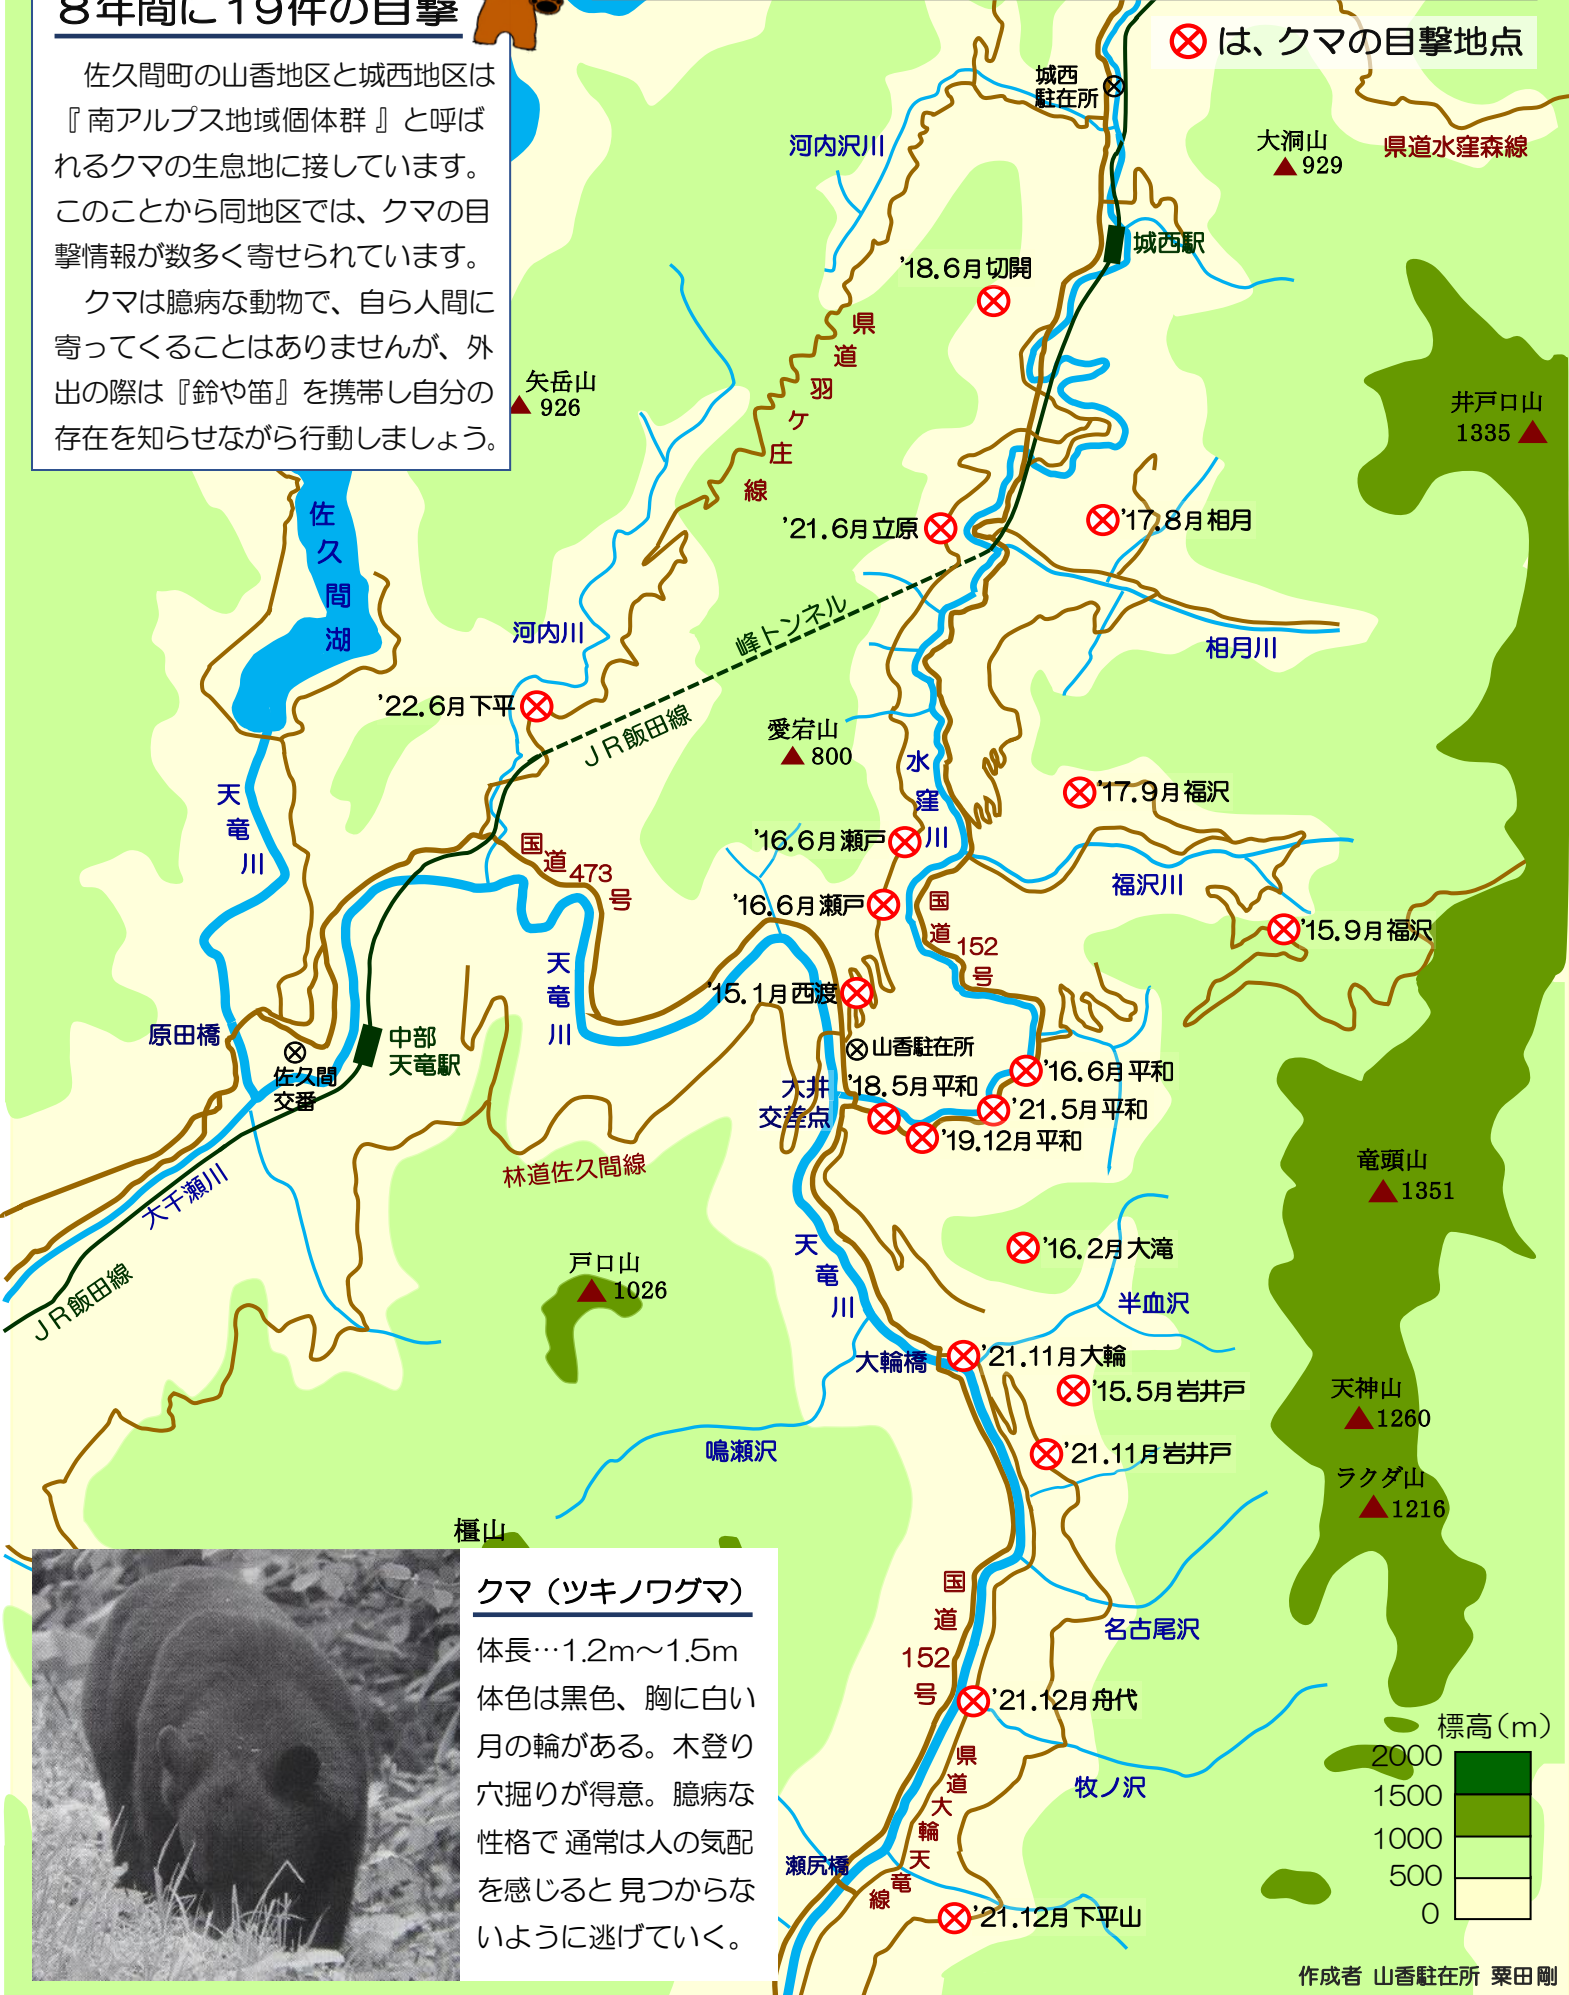 8年間に19件の目撃
佐久間町の山香地区と城西地区は
『南アルプス地域個体群』と呼ば
れるクマの生息地に接しています。
このことから同地区では、クマの目
撃情報が数多く寄せられています。
クマは臆病な動物で、自ら人間に
寄ってくることはありませんが、外
出の際は『鈴や笛』を携帯し自分の
存在を知らせながら行動しましょう。
は、クマの目撃地点
城西
駐在所
河内沢川
大洞山
929
県道水窪森線
城西駅
'18.6月切開
県道羽ケ庄線
矢岳山
926
井戸口山
1335
佐久間湖
'21.6月立原
'17.8月相月
峰トンネル
河内川
相月川
'22.6月下平
JR飯田線
愛宕山
800
水窪川
天竜川
'17.9月福沢
'16.6月瀬戸
国道473号
福沢川
'16.6月瀬戸
国道152号
'15.9月福沢
天竜川
'15.1月西渡
原田橋
中部
天竜駅
佐久間
交番
山香駐在所
大井
交差点
'18.5月平和
'16.6月平和
'21.5月平和
'19.12月平和
林道佐久間線
大千瀬川
竜頭山
1351
天竜川
'16.2月大滝
戸口山
1026
JR飯田線
半血沢
大輪橋
'21.11月大輪
'15.5月岩井戸
天神山
1260
鳴瀬沢
'21.11月岩井戸
ラクダ山
1216
橿山
国道152号
名古尾沢
'21.12月舟代
県道大輪天竜線
牧ノ沢
瀬尻橋
'21.12月下平山
クマ（ツキノワグマ）
体長…1.2m～1.5m
体色は黒色、胸に白い
月の輪がある。木登り
穴掘りが得意。臆病な
性格で通常は人の気配
を感じると見つからな
いように逃げていく。
標高(m)
2000
1500
1000
500
0
作成者 山香駐在所 粟田剛